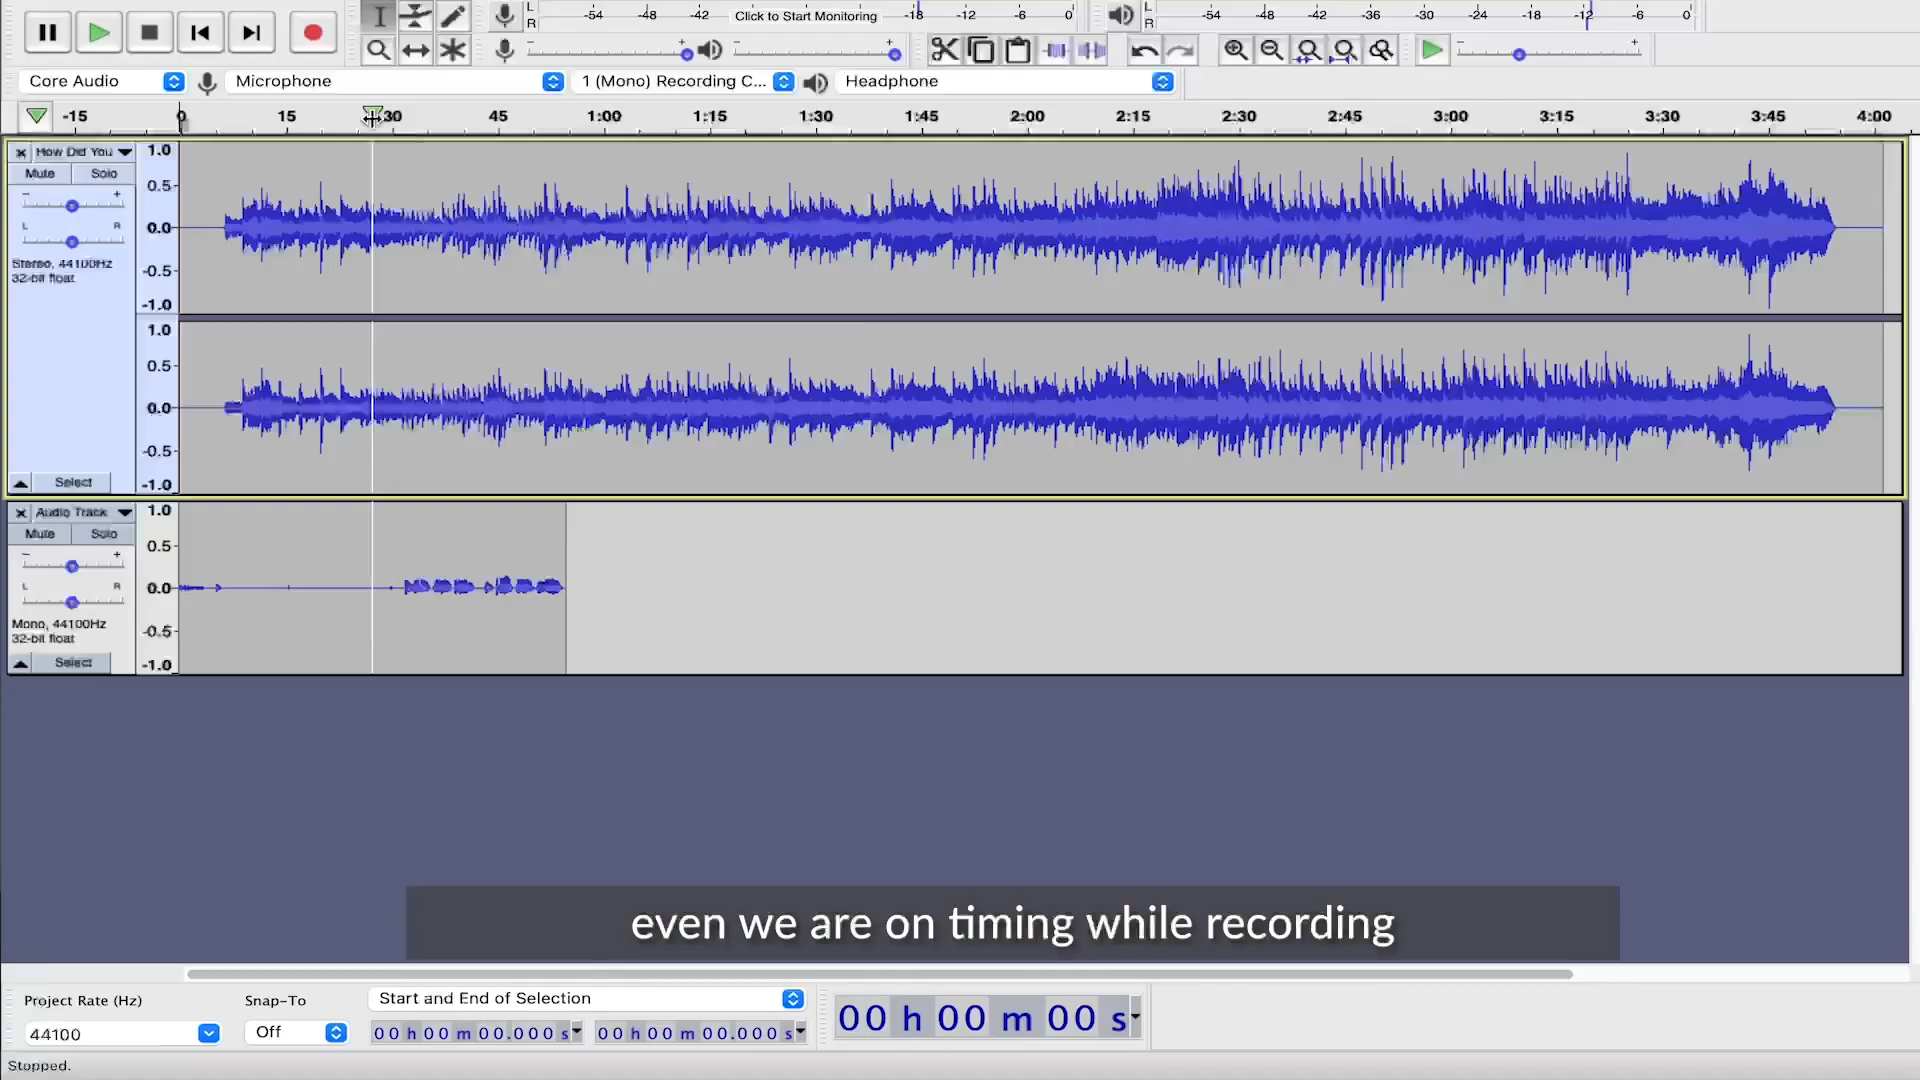 L
R
-54 -48 -42 Click to Start Monitoring -18 -12 -6 0
L
R
-54 -48 -42 -36 -30 -24 -18 -12 -6 0
- +
- +
- +
Core Audio
Microphone
1 (Mono) Recording C...
Headphone
-15 0 15 30 45 1:00 1:15 1:30 1:45 2:00 2:15 2:30 2:45 3:00 3:15 3:30 3:45 4:00
How Did You
Mute Solo
- +
L R
Stereo, 44100Hz
32-bit float
Select
1.0
0.5
0.0
-0.5
-1.0
1.0
0.5
0.0
-0.5
-1.0
Audio Track
Mute Solo
- +
L R
Mono, 44100Hz
32-bit float
Select
1.0
0.5
0.0
-0.5
-1.0
even we are on timing while recording
Project Rate (Hz)
44100
Snap-To
Off
Start and End of Selection
00 h 00 m 00.000 s
00 h 00 m 00.000 s
00 h 00 m 00 s
Stopped.